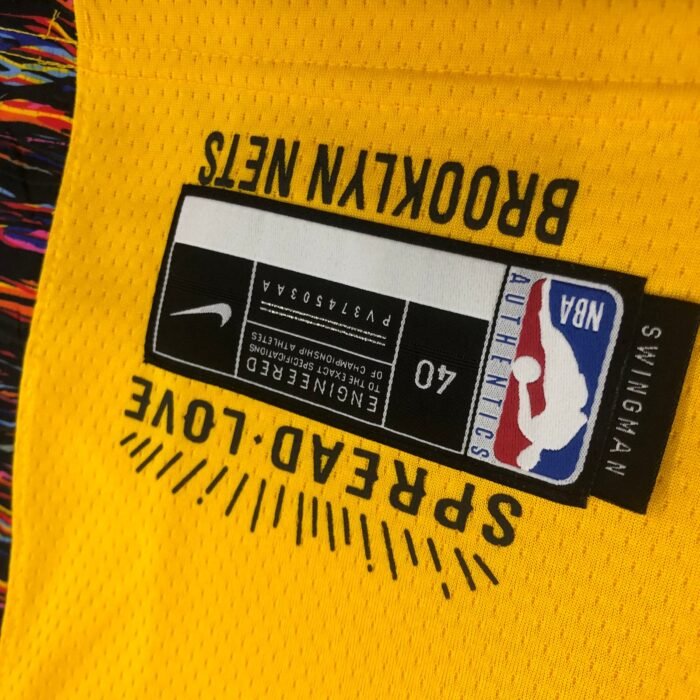 SPREAD·LOVE
NBA
AUTHENTICS
40
ENGINEERED
TO THE EXACT SPECIFICATIONS
OF CHAMPIONSHIP ATHLETES
PV374503AA
SWINGMAN
BROOKLYN NETS